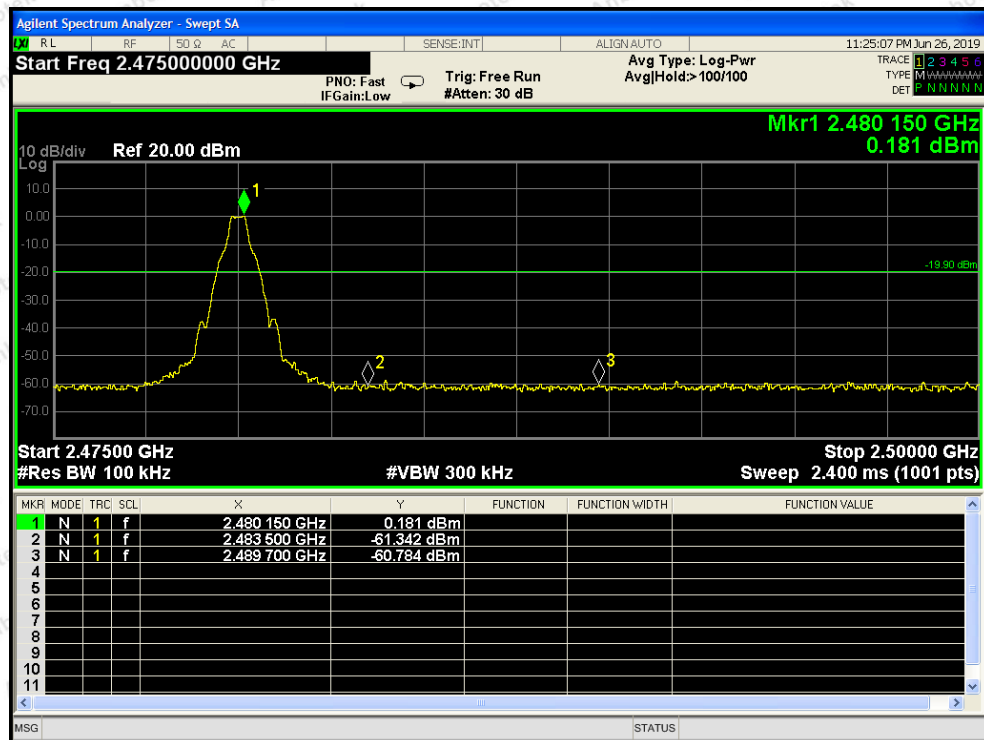 Agilent Spectrum Analyzer - Swept SA
LXI RL RF 50 Ω AC SENSE:INT ALIGN AUTO 11:25:07 PM Jun 26, 2019
Start Freq 2.475000000 GHz
PNO: Fast
IFGain:Low
Trig: Free Run
#Atten: 30 dB
Avg Type: Log-Pwr
Avg|Hold:>100/100
TRACE 1 2 3 4 5 6
TYPE M WWWWW
DET P N N N N N
Mkr1 2.480 150 GHz
0.181 dBm
10 dB/div Ref 20.00 dBm
Log
10.0
0.00
-10.0
-20.0
-30.0
-40.0
-50.0
-60.0
-70.0
1
-19.90 dBm
2
3
Start 2.47500 GHz Stop 2.50000 GHz
#Res BW 100 kHz #VBW 300 kHz Sweep 2.400 ms (1001 pts)
MKR MODE TRC SCL X Y FUNCTION FUNCTION WIDTH FUNCTION VALUE
1 N 1 f 2.480 150 GHz 0.181 dBm
2 N 1 f 2.483 500 GHz -61.342 dBm
3 N 1 f 2.489 700 GHz -60.784 dBm
4
5
6
7
8
9
10
11
MSG STATUS